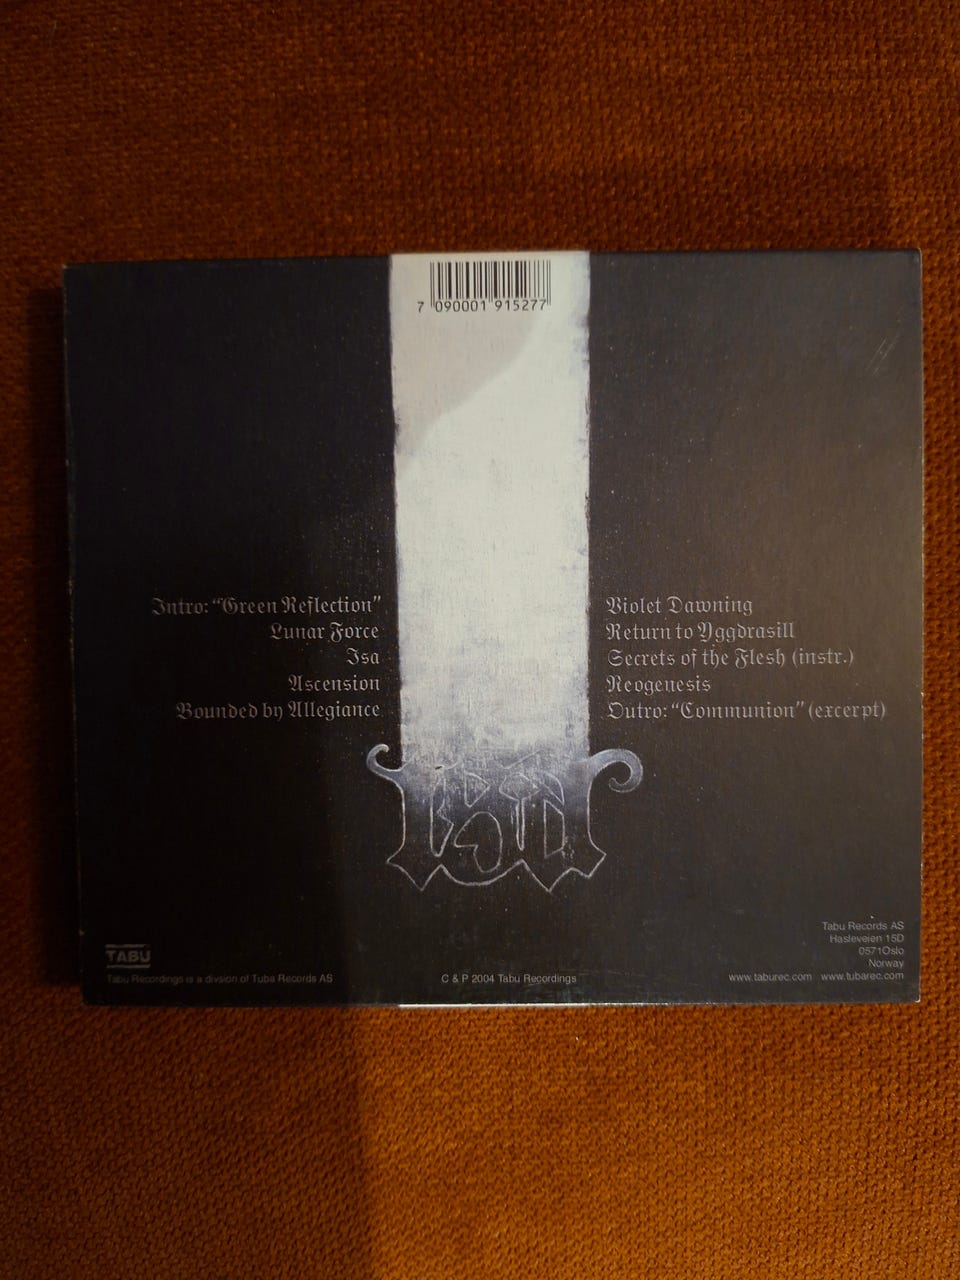 7 090001 915277
Intro: "Green Reflection"
Lunar Force
Isa
Ascension
Bounded by Allegiance
Violet Dawning
Return to Yggdrasill
Secrets of the Flesh (instr.)
Neogenesis
Outro: "Communion" (excerpt)
Isa
TABU
Tabu Recordings is a division of Tuba Records AS
C & P 2004 Tabu Recordings
Tabu Records AS
Hasleveien 15D
0571Oslo
Norway
www.taburec.com www.tubarec.com